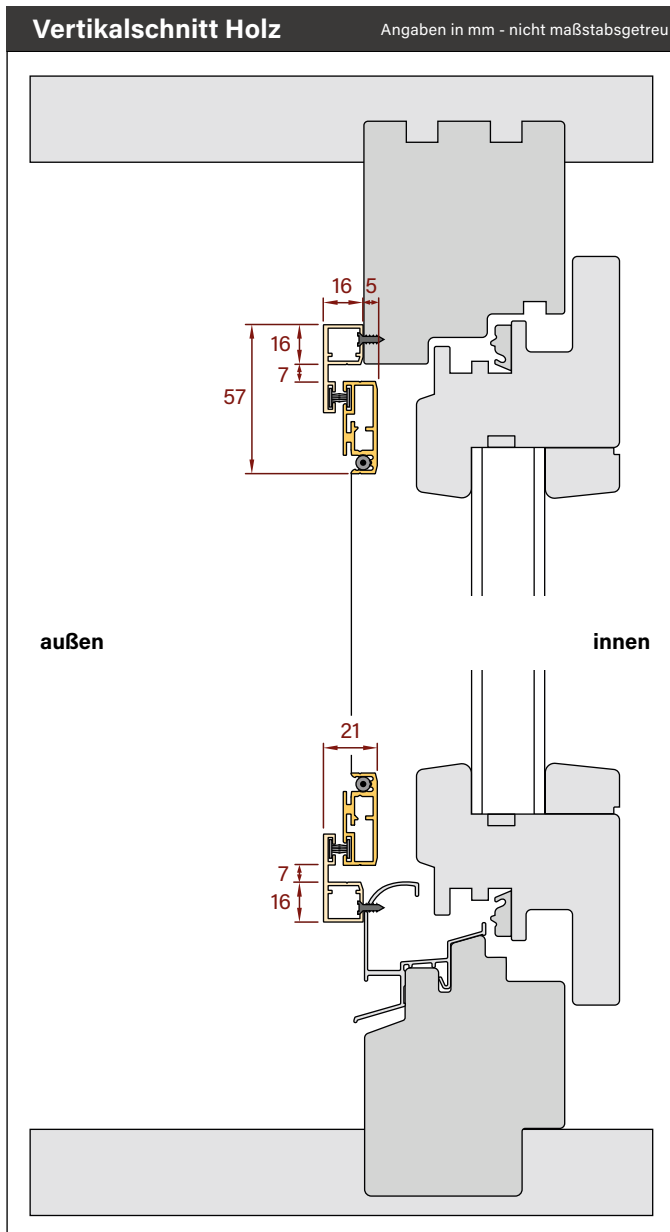 Vertikalschnitt Holz
Angaben in mm - nicht maßstabsgetreu
16 5
16
7
57
außen
innen
21
7
16